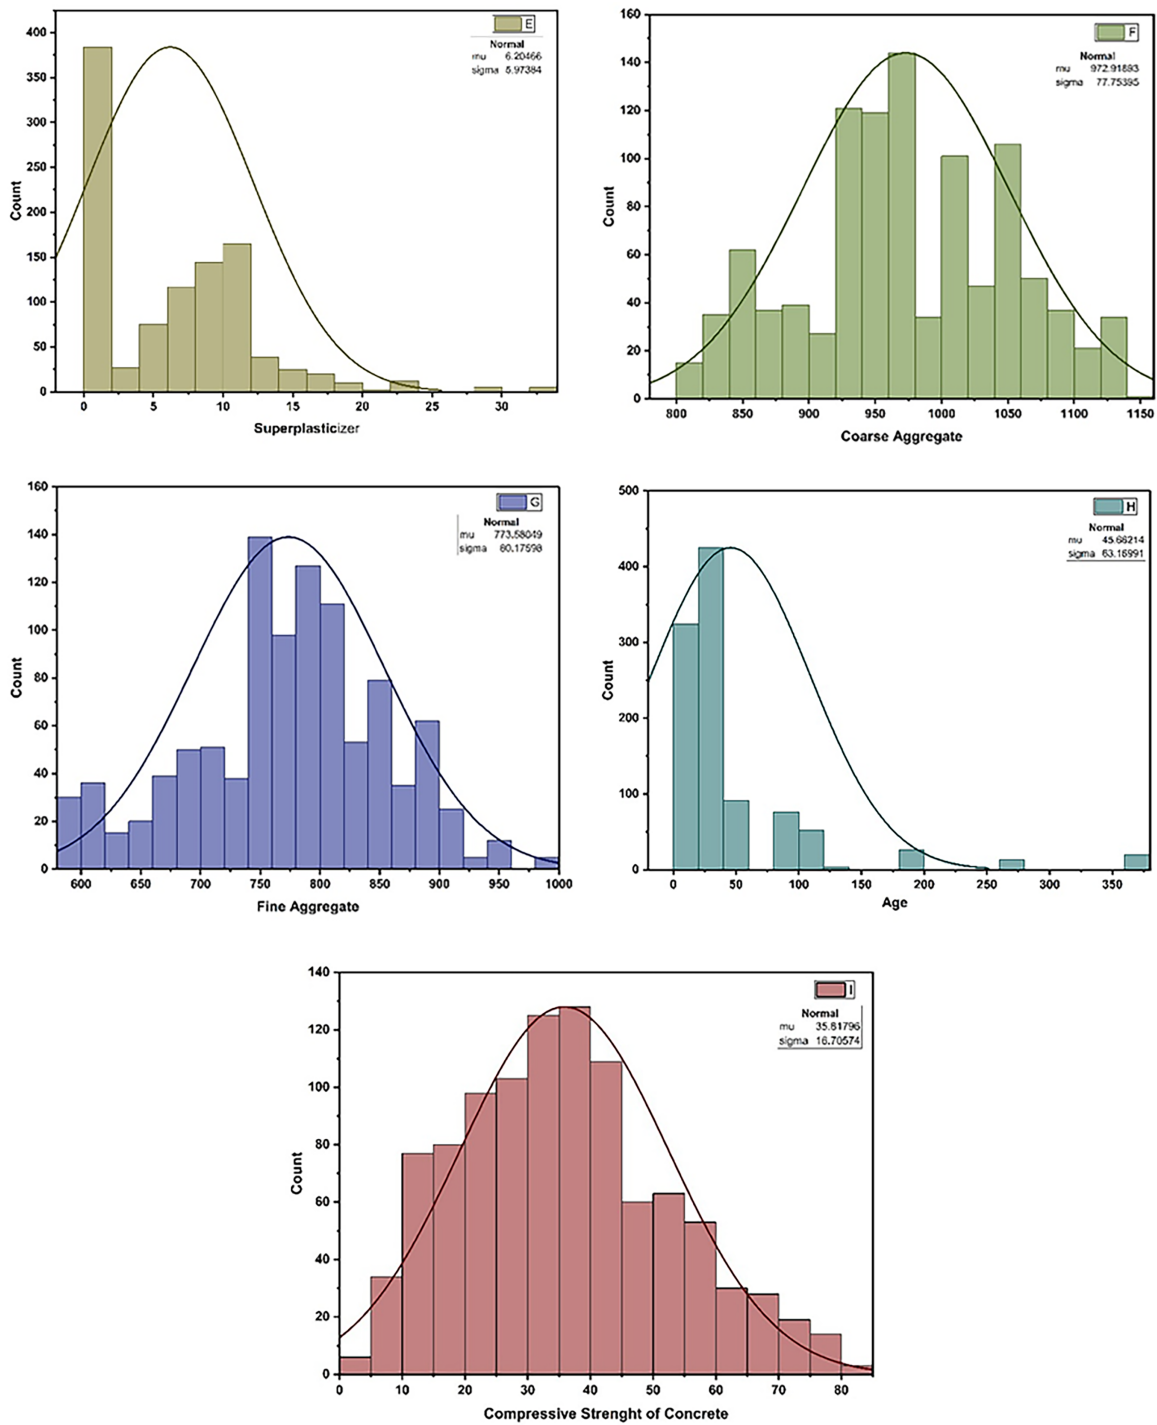 E
Normal
mu 6.20466
sigma 5.97384
400
350
300
250
200
150
100
50
0
Count
0 5 10 15 20 25 30
Superplasticizer
F
Normal
mu 972.91893
sigma 77.75395
160
140
120
100
80
60
40
20
0
Count
800 850 900 950 1000 1050 1100 1150
Coarse Aggregate
G
Normal
mu 773.58049
sigma 80.17598
160
140
120
100
80
60
40
20
0
Count
600 650 700 750 800 850 900 950 1000
Fine Aggregate
H
Normal
mu 45.66214
sigma 63.16991
500
400
300
200
100
0
Count
0 50 100 150 200 250 300 350
Age
I
Normal
mu 35.81796
sigma 16.70574
140
120
100
80
60
40
20
0
Count
0 10 20 30 40 50 60 70 80
Compressive Strenght of Concrete